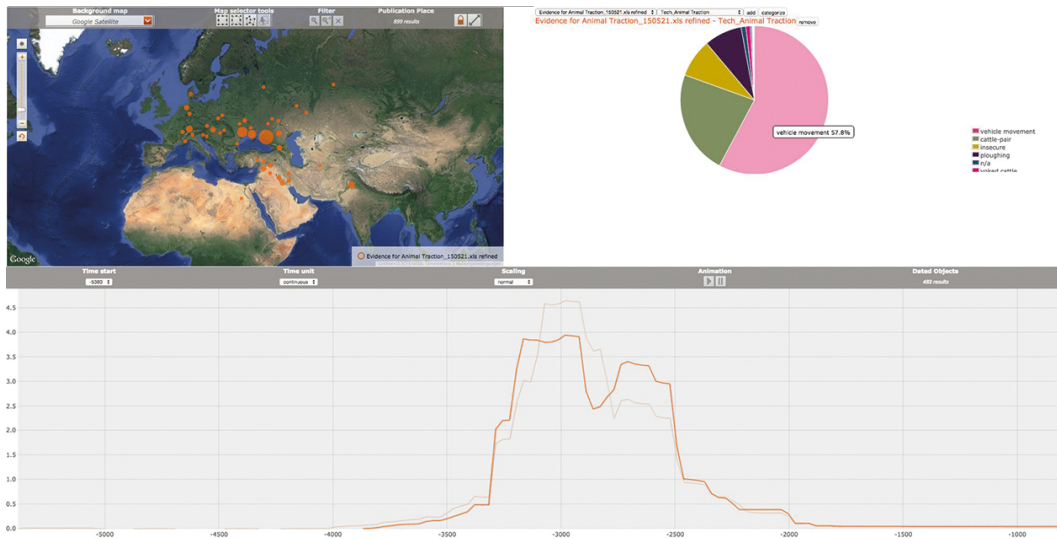 Background map
Google Satellite
Map selector tools
Filter
Publication Place
899 results
Google
Evidence for Animal Traction_150521.xls refined
Evidence for Animal Traction_150521.xls refined
Tech_Animal Traction
add
categorize
Evidence for Animal Traction_150521.xls refined - Tech_Animal Traction
remove
vehicle movement 57.8%
vehicle movement
cattle-pair
insecure
ploughing
n/a
yoked cattle
Time start
-5380
Time unit
continuous
Scaling
normal
Animation
Dated Objects
482 results
4.5
4.0
3.5
3.0
2.5
2.0
1.5
1.0
0.5
0.0
-5000
-4500
-4000
-3500
-3000
-2500
-2000
-1500
-1000